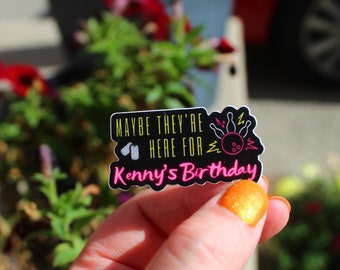 MAYBE THEY'RE
HERE FOR
Kenny's Birthday